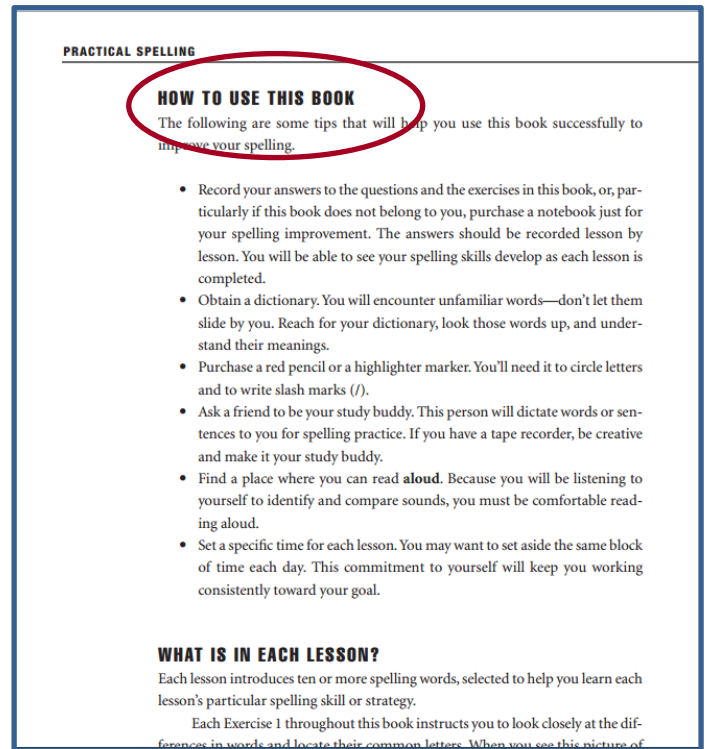 PRACTICAL SPELLING
HOW TO USE THIS BOOK
The following are some tips that will help you use this book successfully to
improve your spelling.
• Record your answers to the questions and the exercises in this book, or, par-
ticularly if this book does not belong to you, purchase a notebook just for
your spelling improvement. The answers should be recorded lesson by
lesson. You will be able to see your spelling skills develop as each lesson is
completed.
• Obtain a dictionary. You will encounter unfamiliar words—don't let them
slide by you. Reach for your dictionary, look those words up, and under-
stand their meanings.
• Purchase a red pencil or a highlighter marker. You'll need it to circle letters
and to write slash marks (/).
• Ask a friend to be your study buddy. This person will dictate words or sen-
tences to you for spelling practice. If you have a tape recorder, be creative
and make it your study buddy.
• Find a place where you can read aloud. Because you will be listening to
yourself to identify and compare sounds, you must be comfortable read-
ing aloud.
• Set a specific time for each lesson. You may want to set aside the same block
of time each day. This commitment to yourself will keep you working
consistently toward your goal.
WHAT IS IN EACH LESSON?
Each lesson introduces ten or more spelling words, selected to help you learn each
lesson's particular spelling skill or strategy.
Each Exercise 1 throughout this book instructs you to look closely at the dif-
ferences in words and locate their common letters. When you see this picture of